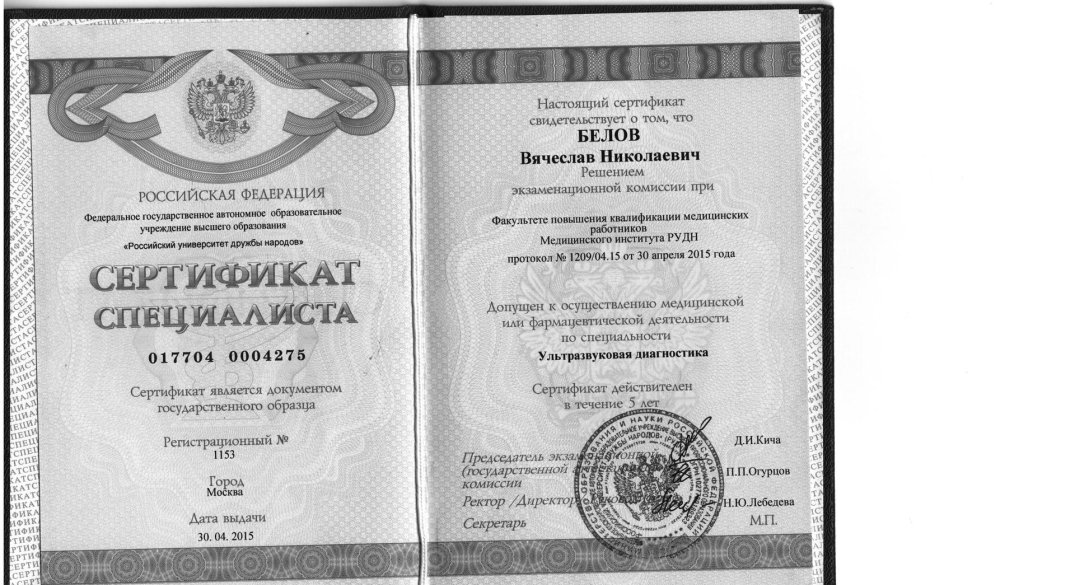 РОССИЙСКАЯ ФЕДЕРАЦИЯ
Федеральное государственное автономное образовательное
учреждение высшего образования
«Российский университет дружбы народов»
СЕРТИФИКАТ
СПЕЦИАЛИСТА
017704 0004275
Сертификат является документом
государственного образца
Регистрационный №
1153
Город
Москва
Дата выдачи
30. 04. 2015
Настоящий сертификат
свидетельствует о том, что
БЕЛОВ
Вячеслав Николаевич
Решением
экзаменационной комиссии при
Факультете повышения квалификации медицинских
работников
Медицинского института РУДН
протокол № 1209/04.15 от 30 апреля 2015 года
Допущен к осуществлению медицинской
или фармацевтической деятельности
по специальности
Ультразвуковая диагностика
Сертификат действителен
в течение 5 лет
Председатель экзаменационной
(государственной
комиссии
Ректор /Директор
Секретарь
Д.И.Кича
П.П.Огурцов
Н.Ю.Лебедева
М.П.